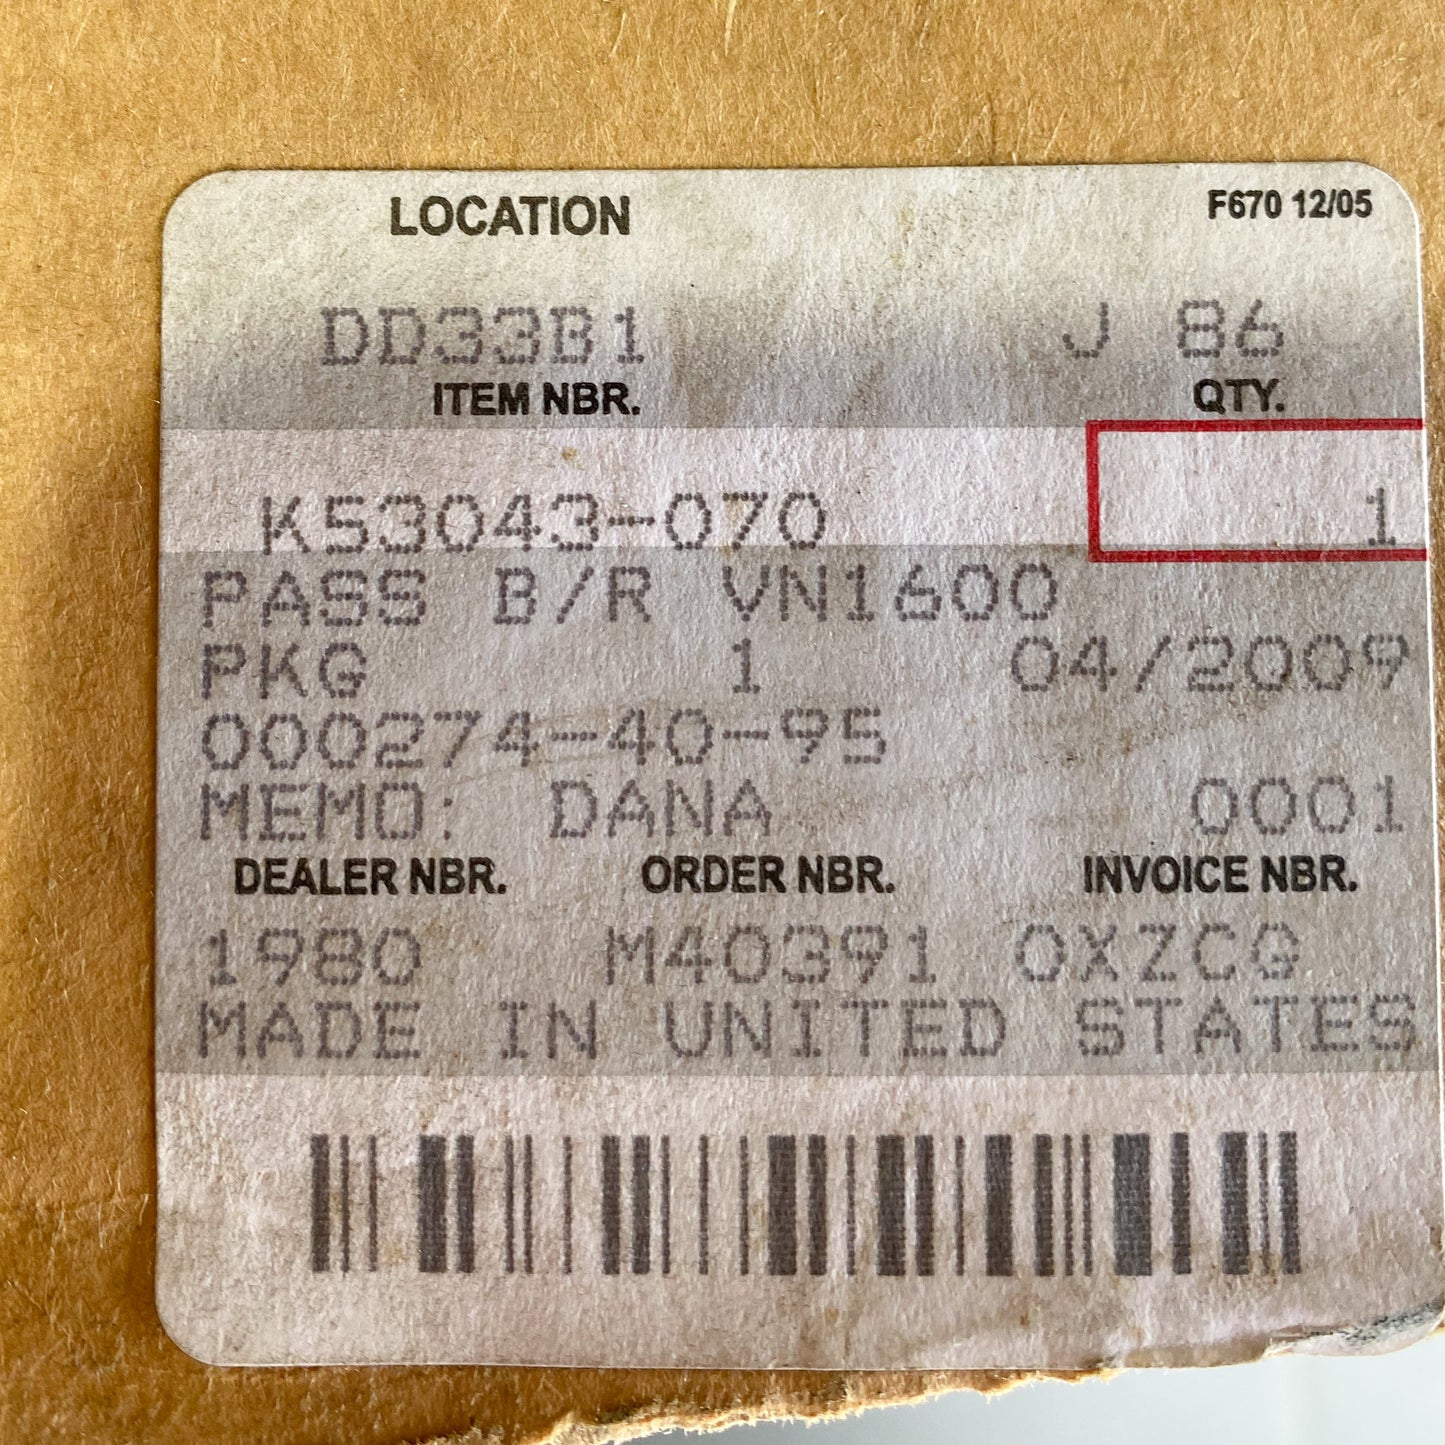 LOCATION F670 12/05
DD33B1 J 86
ITEM NBR. QTY.
K53043-070 1
PASS B/R VN1600
PKG 1 04/2009
000274-40-95
MEMO: DANA 0001
DEALER NBR. ORDER NBR. INVOICE NBR.
1980 M40391 0XZCG
MADE IN UNITED STATES